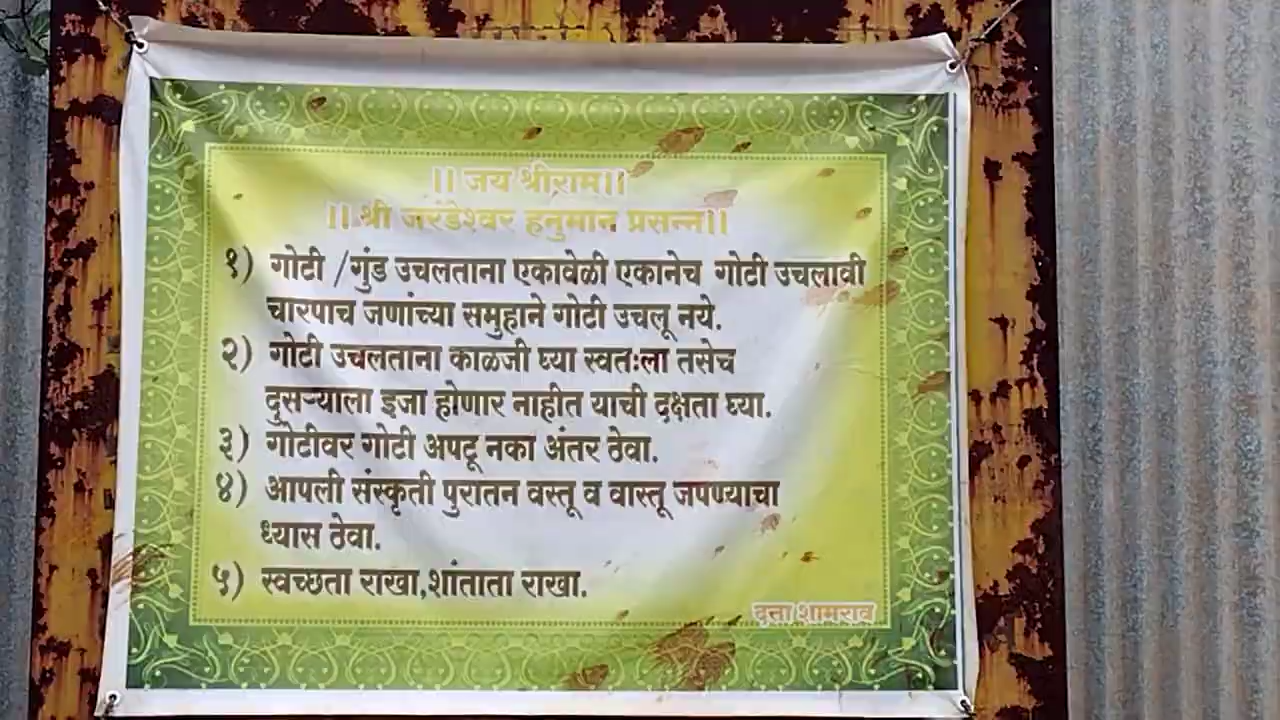 || जय श्रीराम ||
|| श्री जरंडेश्वर हनुमान प्रसन्न ||
१) गोटी /गुंड उचलताना एकावेळी एकानेच गोटी उचलावी
चारपाच जणांच्या समुहाने गोटी उचलू नये.
२) गोटी उचलताना काळजी घ्या स्वतःला तसेच
दुसऱ्याला इजा होणार नाहीत याची दक्षता घ्या.
३) गोटीवर गोटी अपटू नका अंतर ठेवा.
४) आपली संस्कृती पुरातन वस्तू व वास्तू जपण्याचा
ध्यास ठेवा.
५) स्वच्छता राखा,शांताता राखा.
दत्ता शामराव